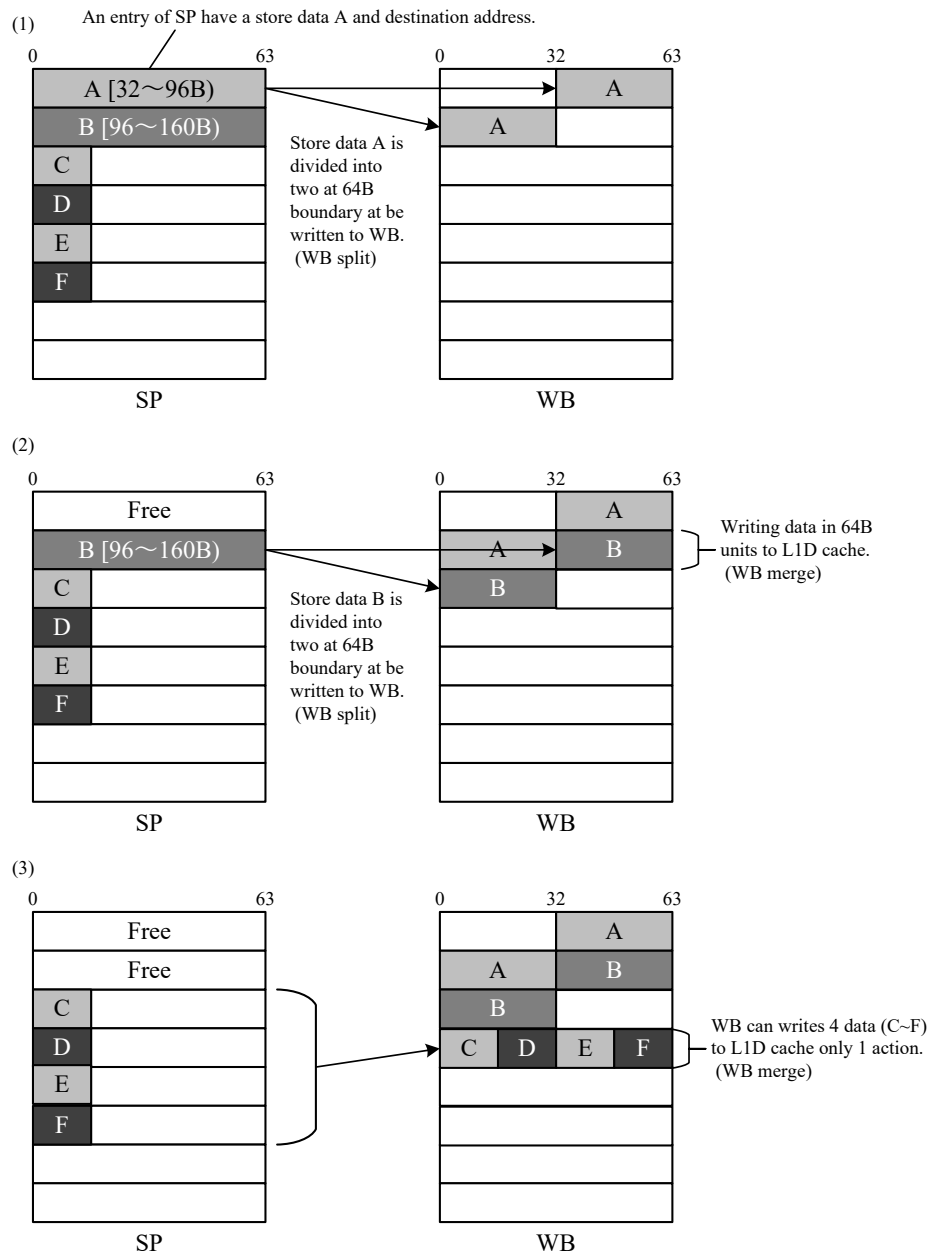 An entry of SP have a store data A and destination address.
(1)
0 63 0 32 63
A [32～96B) A
B [96～160B) A
C
D
E
F
Store data A is
divided into
two at 64B
boundary at be
written to WB.
(WB split)
SP WB
(2)
0 63 0 32 63
Free A
B [96～160B) A B
C B
D
E
F
Store data B is
divided into
two at 64B
boundary at be
written to WB.
(WB split)
Writing data in 64B
units to L1D cache.
(WB merge)
SP WB
(3)
0 63 0 32 63
Free A
Free A B
C B
D C D E F
E
F
WB can writes 4 data (C~F)
to L1D cache only 1 action.
(WB merge)
SP WB